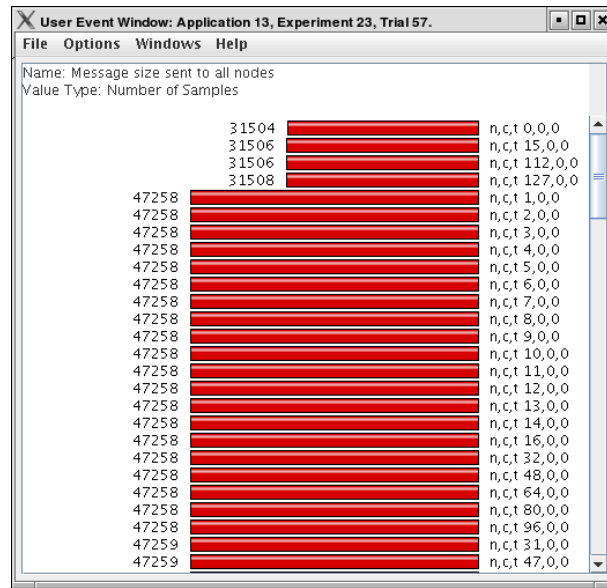 User Event Window: Application 13, Experiment 23, Trial 57.
File Options Windows Help
Name: Message size sent to all nodes
Value Type: Number of Samples
31504 n,c,t 0,0,0
31506 n,c,t 15,0,0
31506 n,c,t 112,0,0
31508 n,c,t 127,0,0
47258 n,c,t 1,0,0
47258 n,c,t 2,0,0
47258 n,c,t 3,0,0
47258 n,c,t 4,0,0
47258 n,c,t 5,0,0
47258 n,c,t 6,0,0
47258 n,c,t 7,0,0
47258 n,c,t 8,0,0
47258 n,c,t 9,0,0
47258 n,c,t 10,0,0
47258 n,c,t 11,0,0
47258 n,c,t 12,0,0
47258 n,c,t 13,0,0
47258 n,c,t 14,0,0
47258 n,c,t 16,0,0
47258 n,c,t 32,0,0
47258 n,c,t 48,0,0
47258 n,c,t 64,0,0
47258 n,c,t 80,0,0
47258 n,c,t 96,0,0
47259 n,c,t 31,0,0
47259 n,c,t 47,0,0